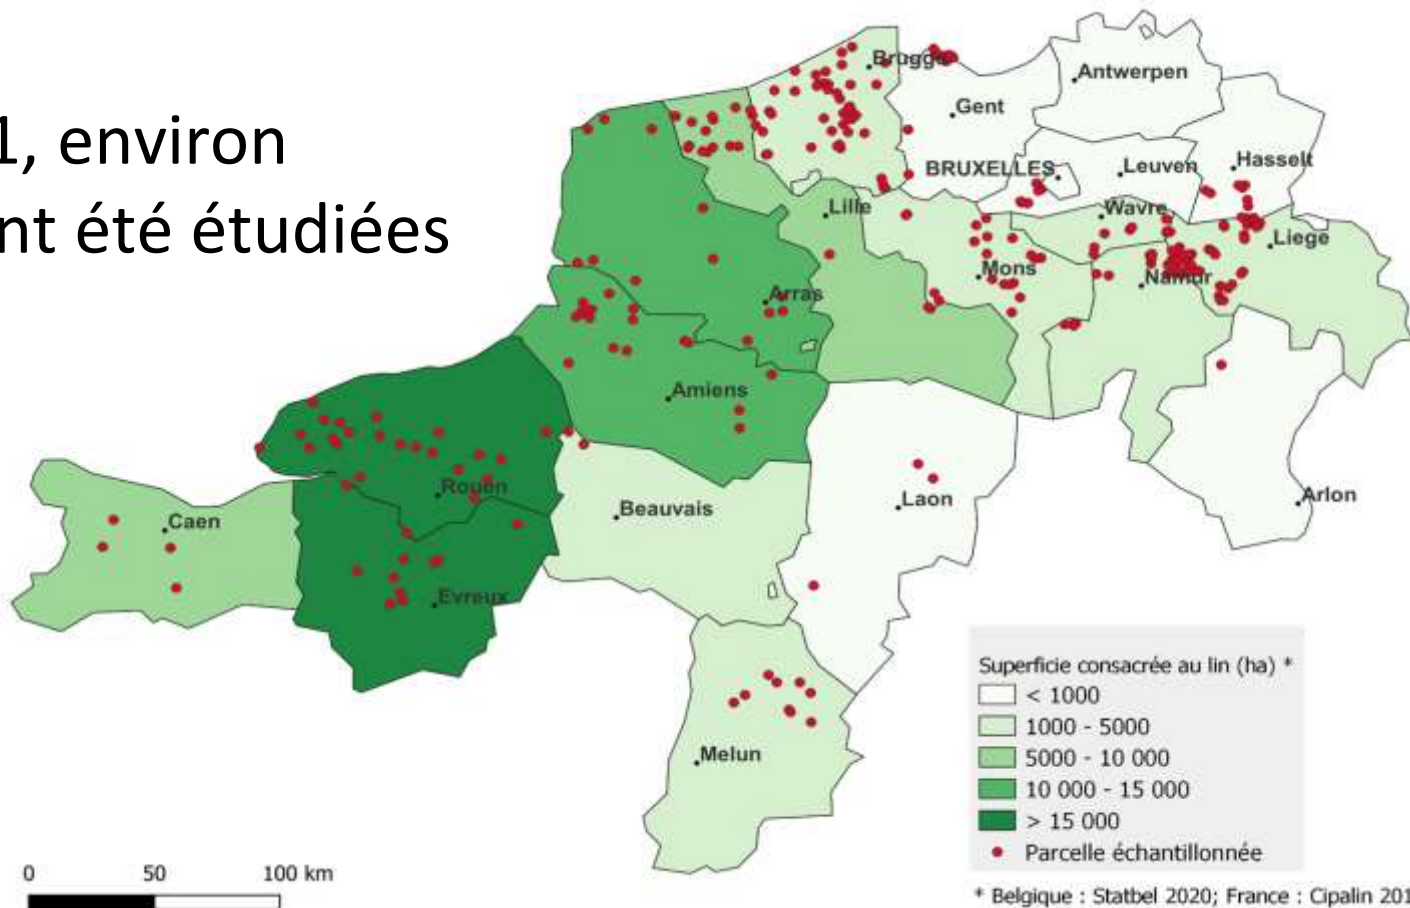 1, environ
nt été étudiées
Brugge
Antwerpen
Gent
BRUXELLES
Leuven
Hasselt
Lille
Wavre
Liege
Mons
Namur
Arras
Amiens
Rouen
Caen
Beauvais
Laon
Arlon
Evreux
Melun
Superficie consacrée au lin (ha) *
< 1000
1000 - 5000
5000 - 10 000
10 000 - 15 000
> 15 000
Parcelle échantillonnée
0 50 100 km
* Belgique : Statbel 2020; France : Cipalin 201